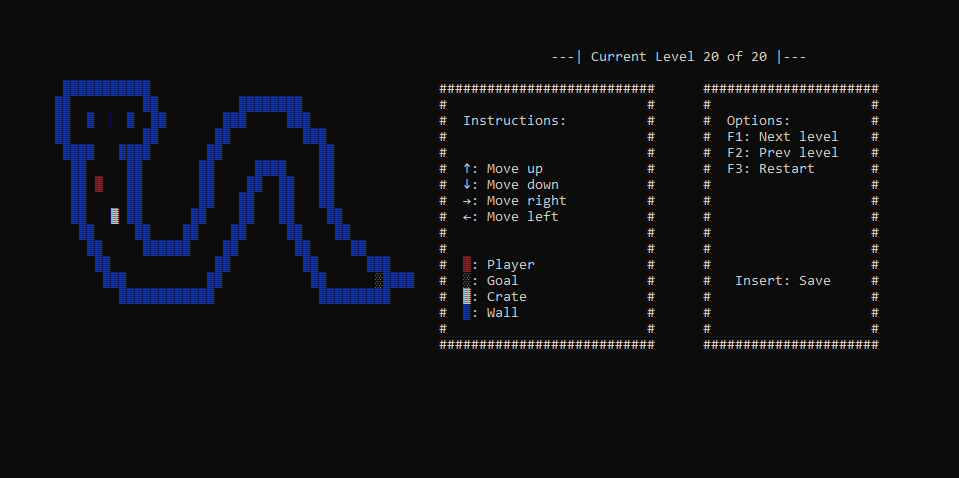 ---| Current Level 20 of 20 |---
Instructions:
Options:
F1: Next level
F2: Prev level
↑: Move up
F3: Restart
↓: Move down
→: Move right
←: Move left
: Player
: Goal
Insert: Save
: Crate
: Wall